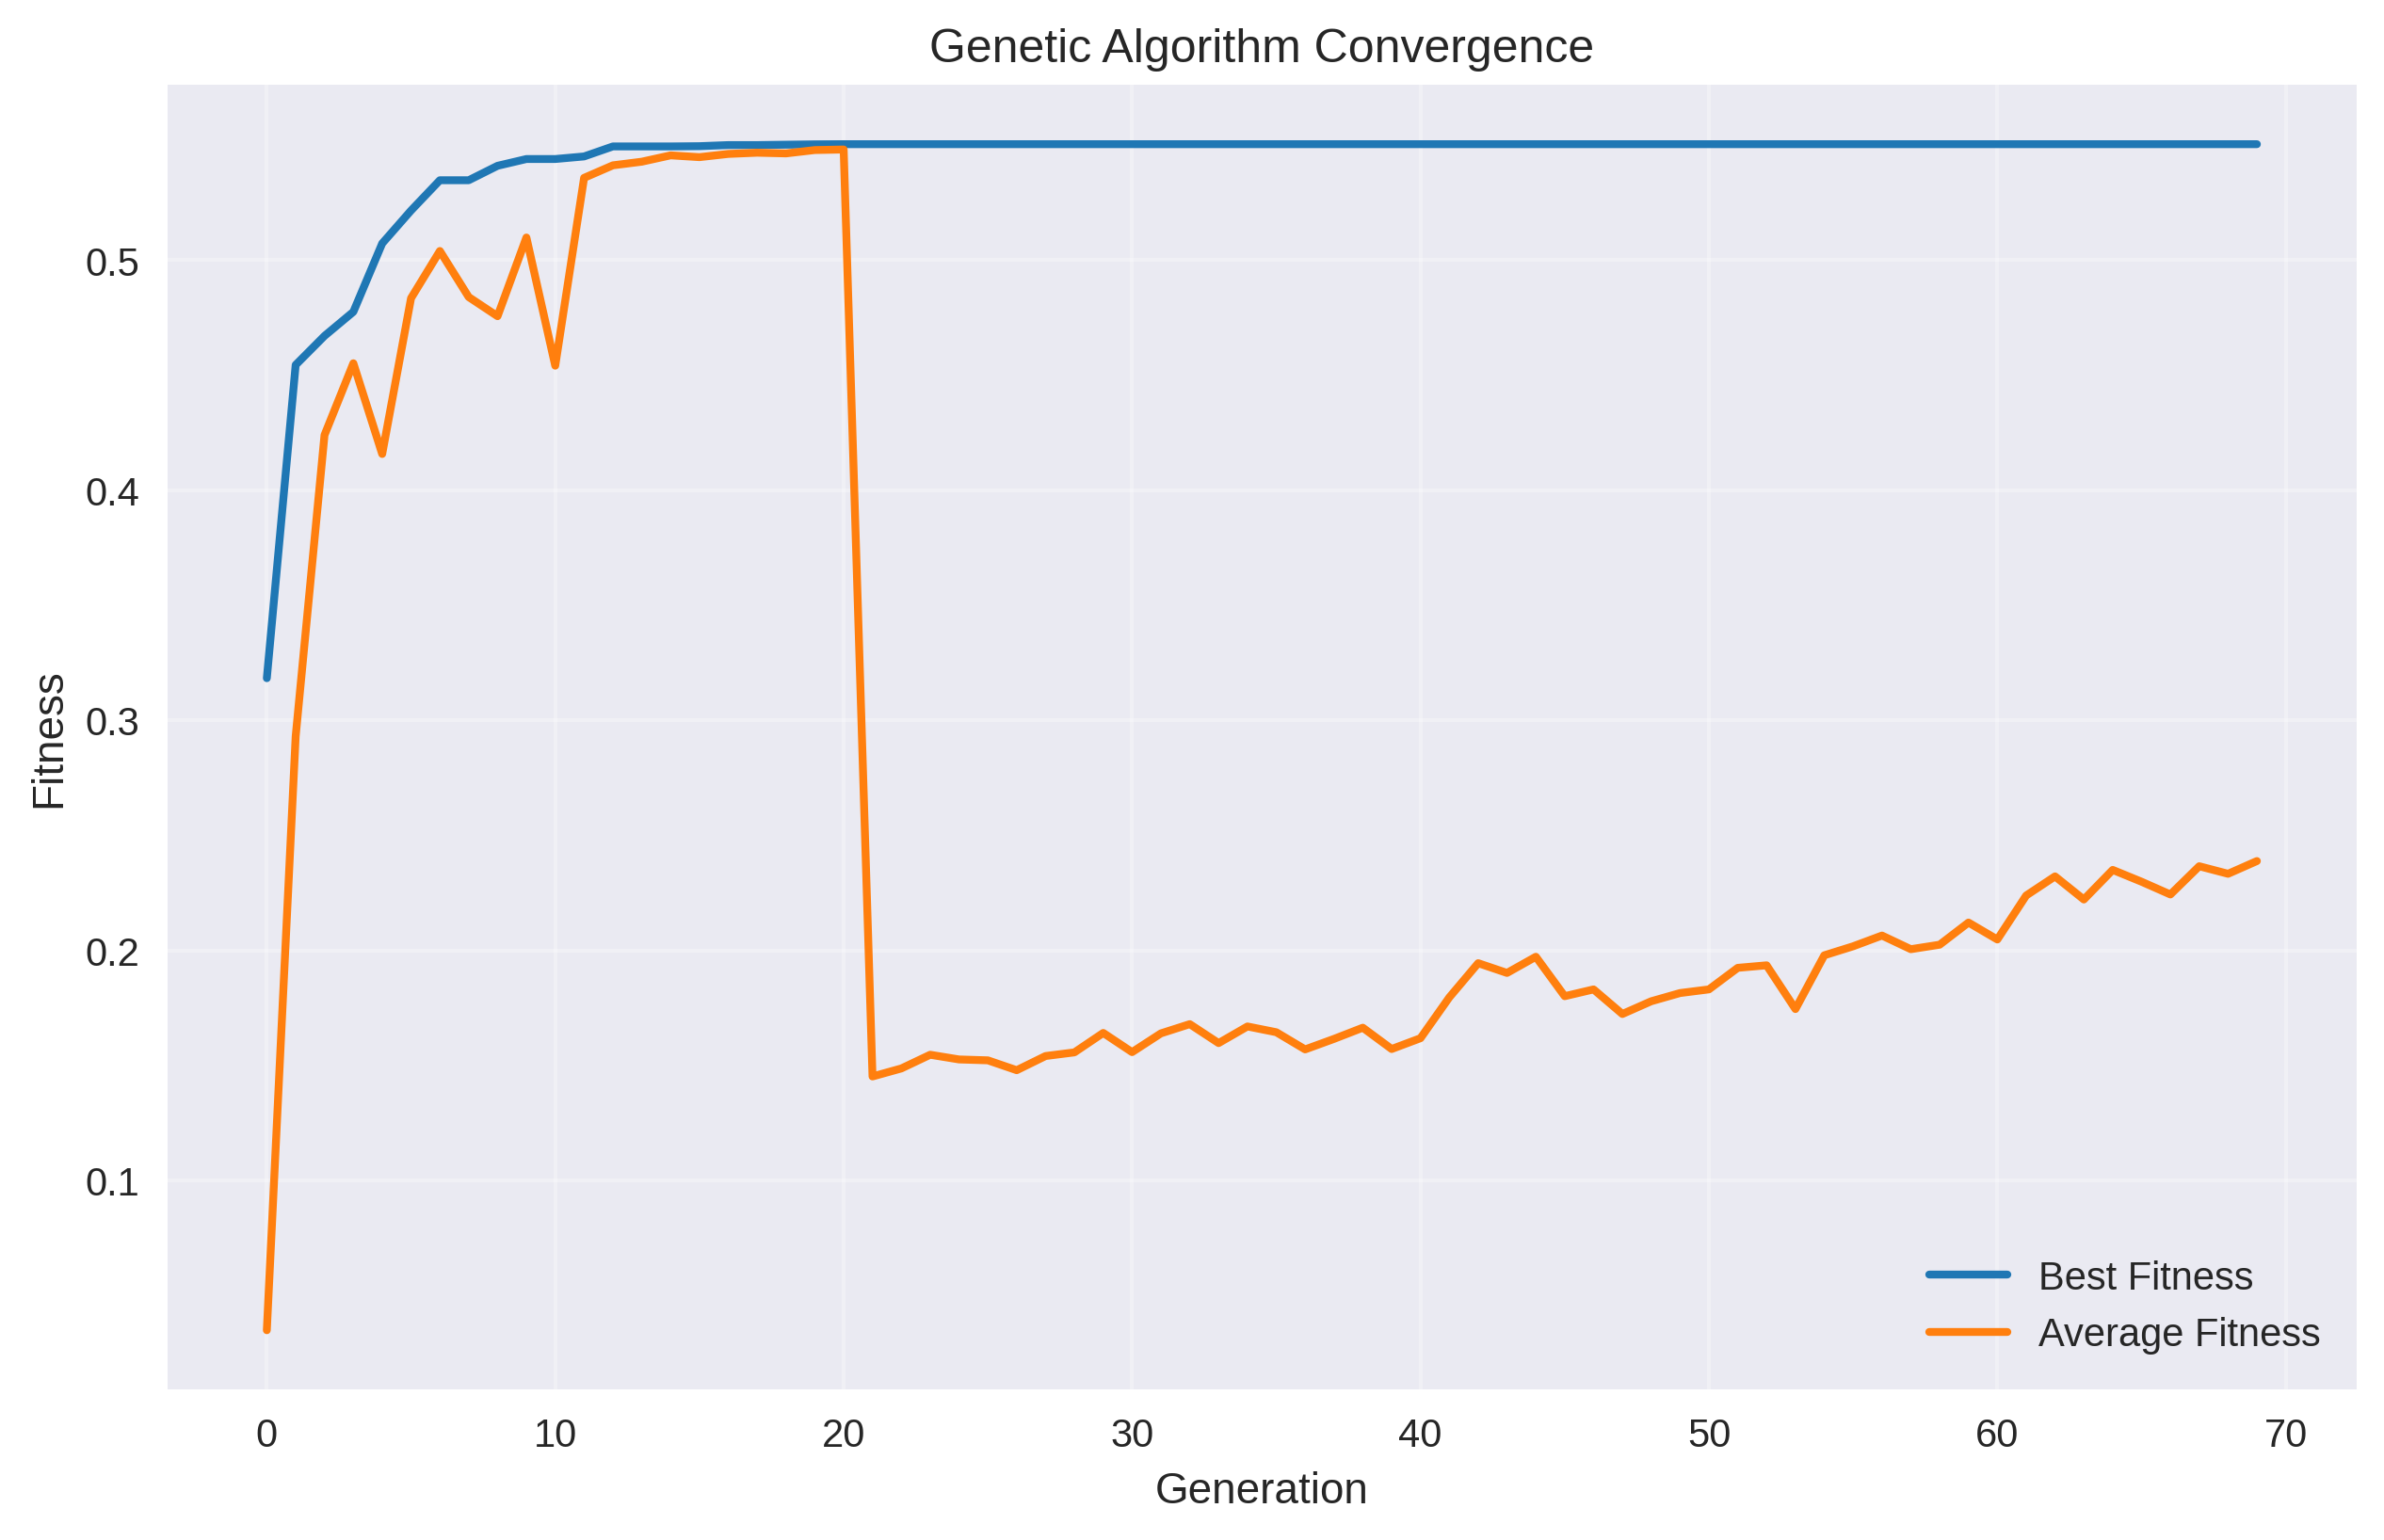 Genetic Algorithm Convergence
Fitness
0.5
0.4
0.3
0.2
0.1
0 10 20 30 40 50 60 70
Generation
Best Fitness
Average Fitness